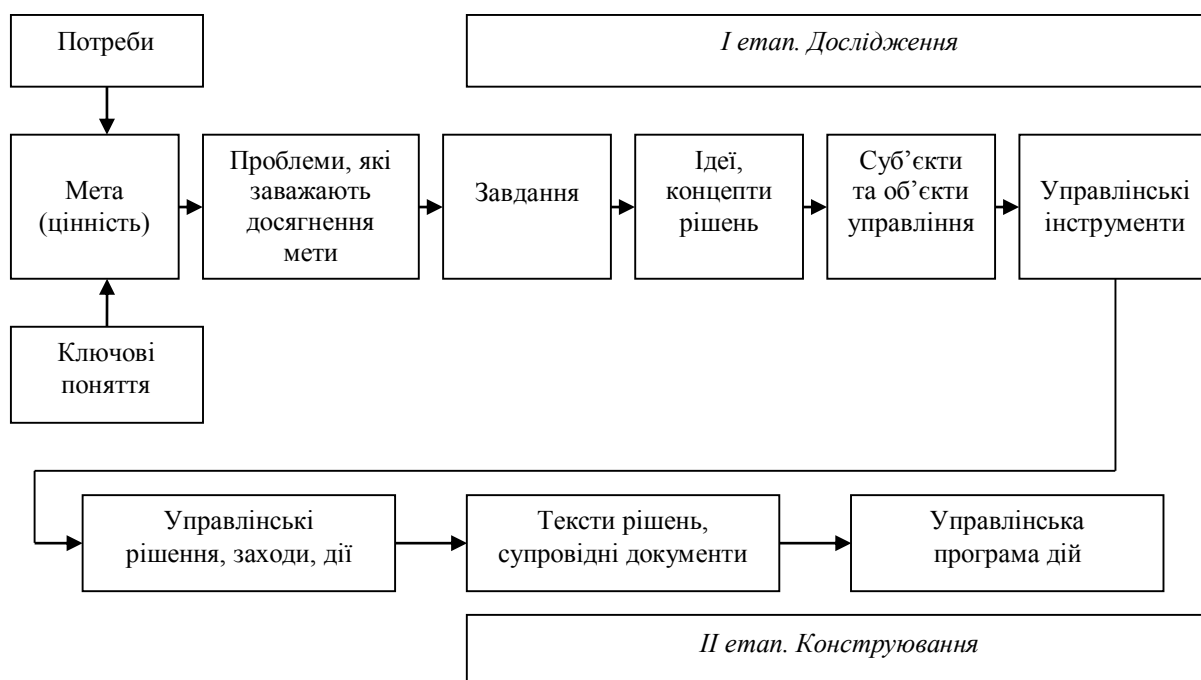 Потреби
І етап. Дослідження
Мета
(цінність)
Проблеми, які
заважають
досягнення
мети
Завдання
Ідеї,
концепти
рішень
Суб’єкти
та об’єкти
управління
Управлінські
інструменти
Ключові
поняття
Управлінські
рішення, заходи, дії
Тексти рішень,
супровідні документи
Управлінська
програма дій
ІІ етап. Конструювання